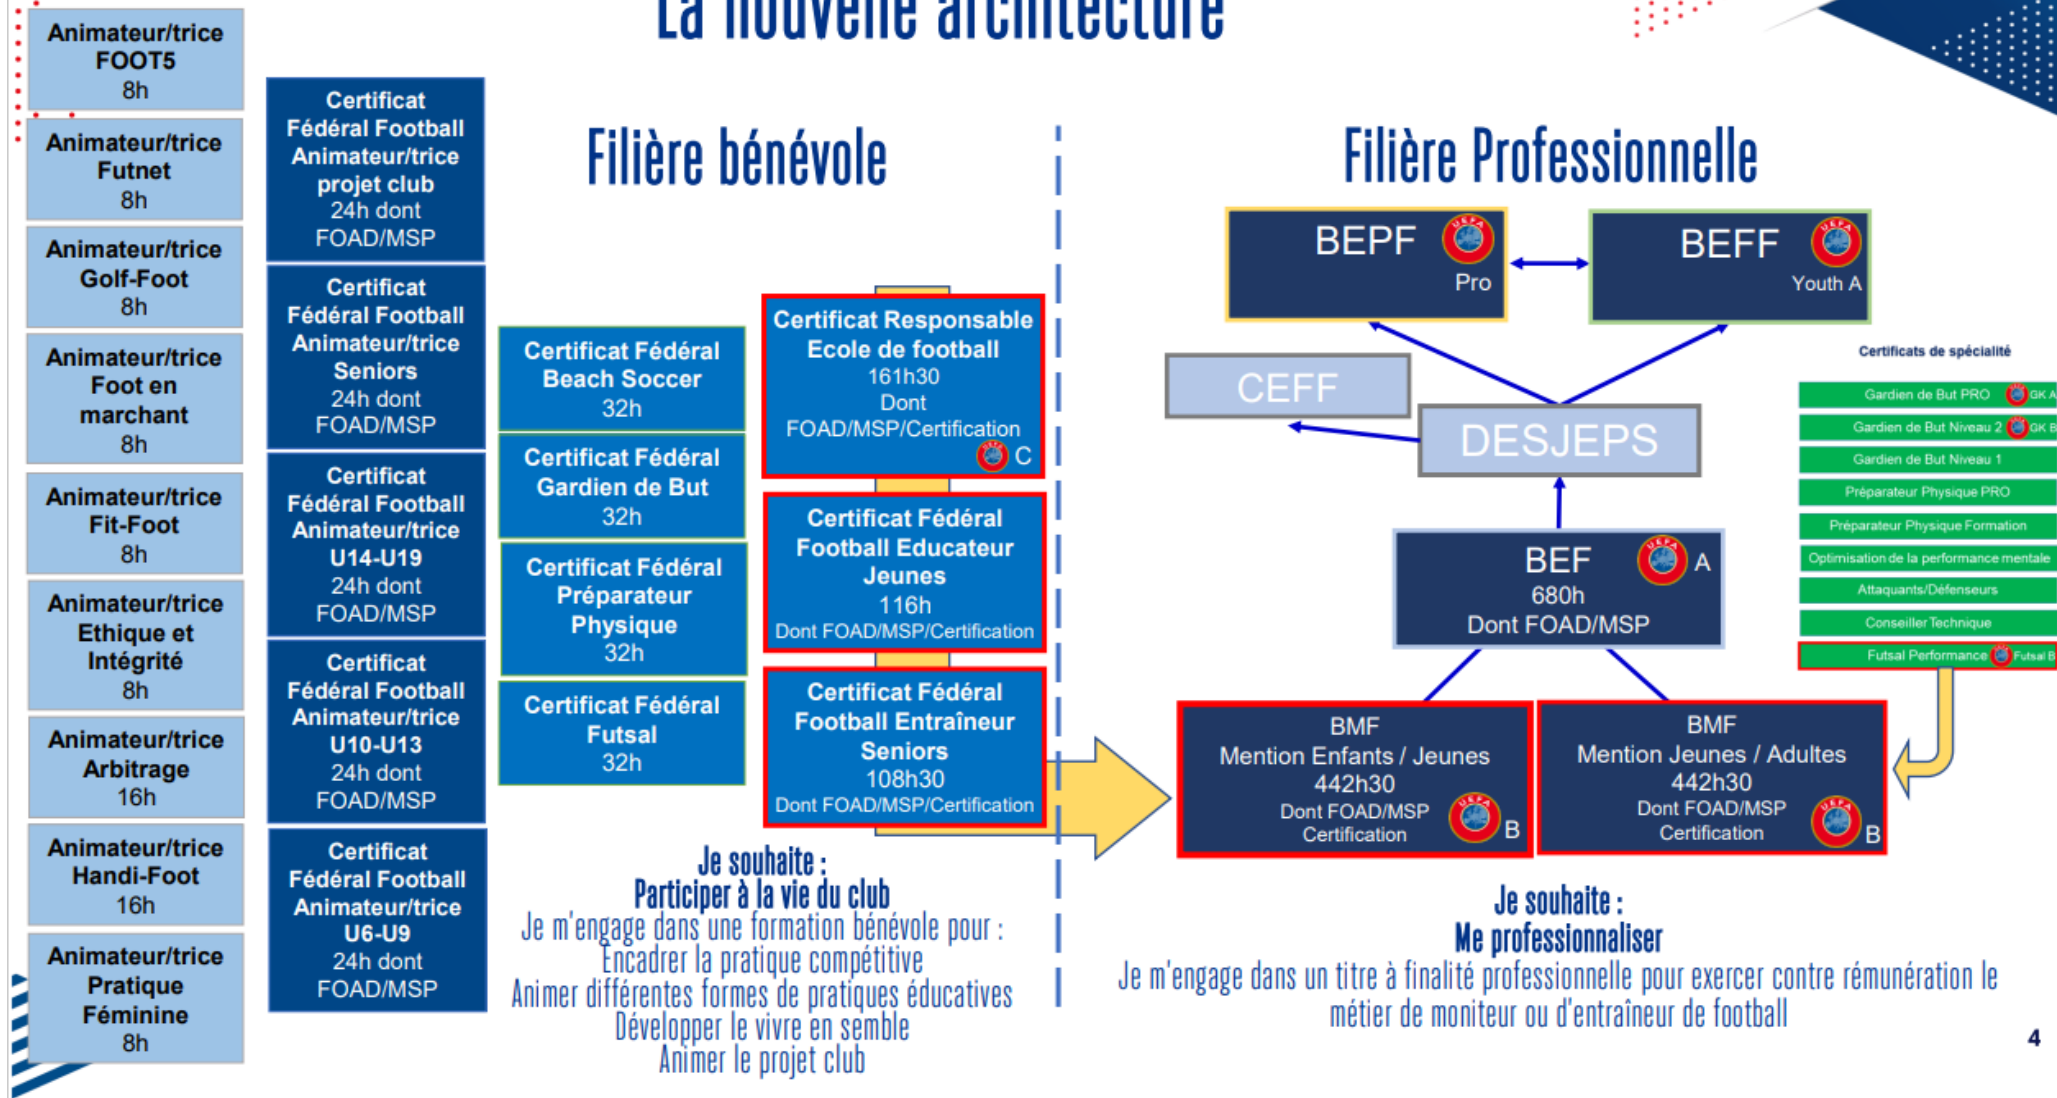 La nouvelle architecture
Animateur/trice
FOOT5
8h
Animateur/trice
Futnet
8h
Animateur/trice
Golf-Foot
8h
Animateur/trice
Foot en
marchant
8h
Animateur/trice
Fit-Foot
8h
Animateur/trice
Ethique et
Intégrité
8h
Animateur/trice
Arbitrage
16h
Animateur/trice
Handi-Foot
16h
Animateur/trice
Pratique
Féminine
8h
Certificat
Fédéral Football
Animateur/trice
projet club
24h dont
FOAD/MSP
Certificat
Fédéral Football
Animateur/trice
Seniors
24h dont
FOAD/MSP
Certificat
Fédéral Football
Animateur/trice
U14-U19
24h dont
FOAD/MSP
Certificat
Fédéral Football
Animateur/trice
U10-U13
24h dont
FOAD/MSP
Certificat
Fédéral Football
Animateur/trice
U6-U9
24h dont
FOAD/MSP
Filière bénévole
Certificat Fédéral
Beach Soccer
32h
Certificat Fédéral
Gardien de But
32h
Certificat Fédéral
Préparateur
Physique
32h
Certificat Fédéral
Futsal
32h
Certificat Responsable
Ecole de football
161h30
Dont
FOAD/MSP/Certification
UEFA C
Certificat Fédéral
Football Educateur
Jeunes
116h
Dont FOAD/MSP/Certification
Certificat Fédéral
Football Entraîneur
Seniors
108h30
Dont FOAD/MSP/Certification
Je souhaite :
Participer à la vie du club
Je m'engage dans une formation bénévole pour :
Encadrer la pratique compétitive
Animer différentes formes de pratiques éducatives
Développer le vivre en semble
Animer le projet club
Filière Professionnelle
BEPF
UEFA
Pro
BEFF
UEFA
Youth A
CEFF
DESJEPS
BEF
UEFA A
680h
Dont FOAD/MSP
BMF
Mention Enfants / Jeunes
442h30
Dont FOAD/MSP
Certification
UEFA B
BMF
Mention Jeunes / Adultes
442h30
Dont FOAD/MSP
Certification
UEFA B
Certificats de spécialité
Gardien de But PRO GK A
Gardien de But Niveau 2 GK B
Gardien de But Niveau 1
Préparateur Physique PRO
Préparateur Physique Formation
Optimisation de la performance mentale
Attaquants/Défenseurs
Conseiller Technique
Futsal Performance Futsal B
Je souhaite :
Me professionnaliser
Je m'engage dans un titre à finalité professionnelle pour exercer contre rémunération le
métier de moniteur ou d'entraîneur de football
4